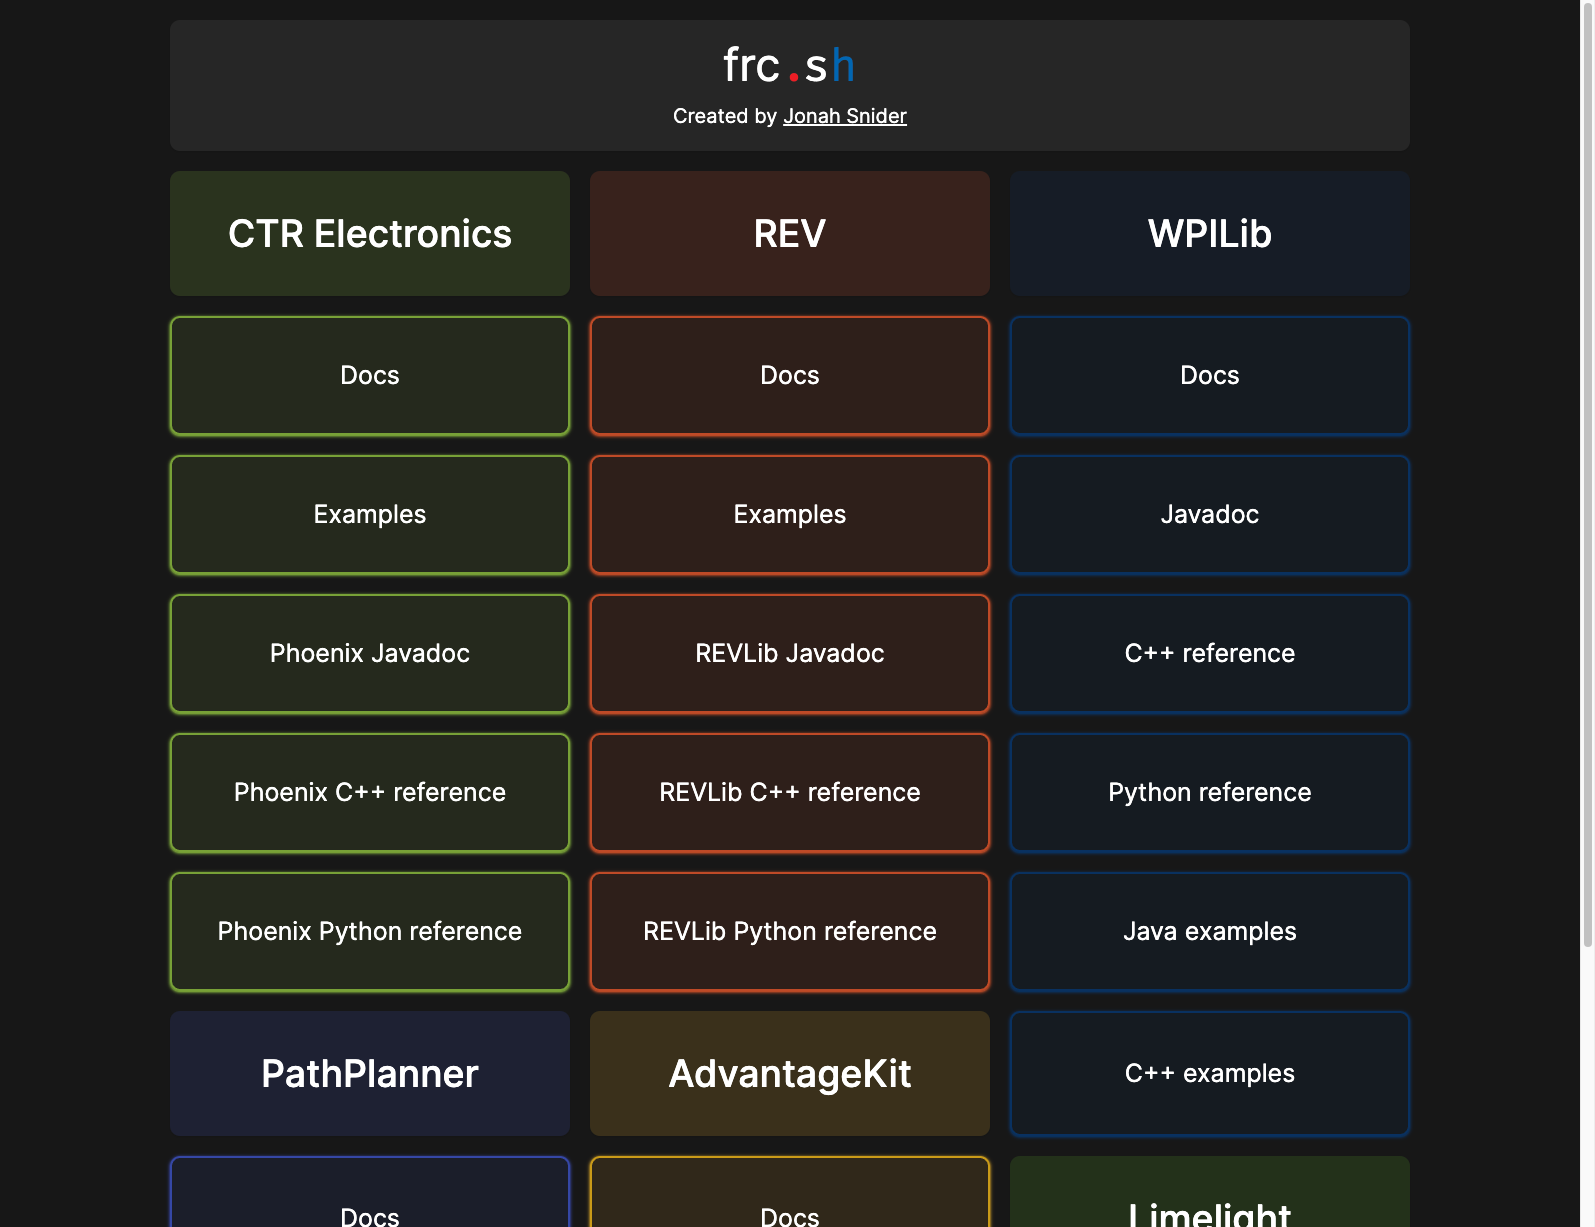 frc.sh
Created by Jonah Snider
CTR Electronics
REV
WPILib
Docs
Docs
Docs
Examples
Examples
Javadoc
Phoenix Javadoc
REVLib Javadoc
C++ reference
Phoenix C++ reference
REVLib C++ reference
Python reference
Phoenix Python reference
REVLib Python reference
Java examples
PathPlanner
AdvantageKit
C++ examples
Docs
Docs
Limelight